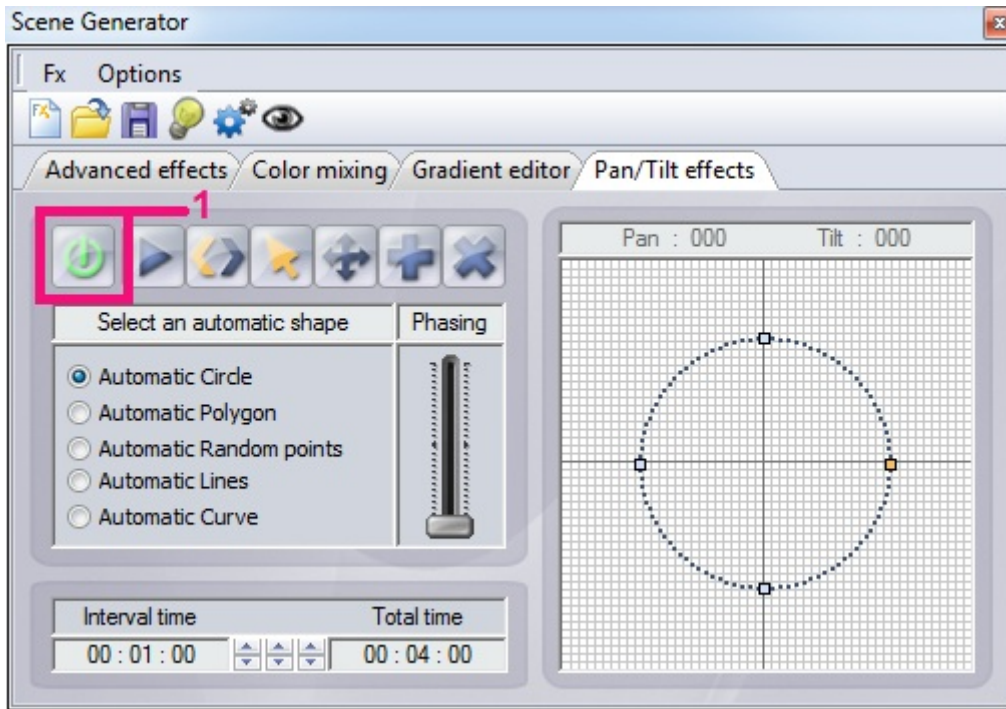 Scene Generator
x
Fx Options
FX
Advanced effects Color mixing Gradient editor Pan/Tilt effects
1
Pan : 000 Tilt : 000
Select an automatic shape Phasing
Automatic Circle
Automatic Polygon
Automatic Random points
Automatic Lines
Automatic Curve
Interval time Total time
00 : 01 : 00 00 : 04 : 00